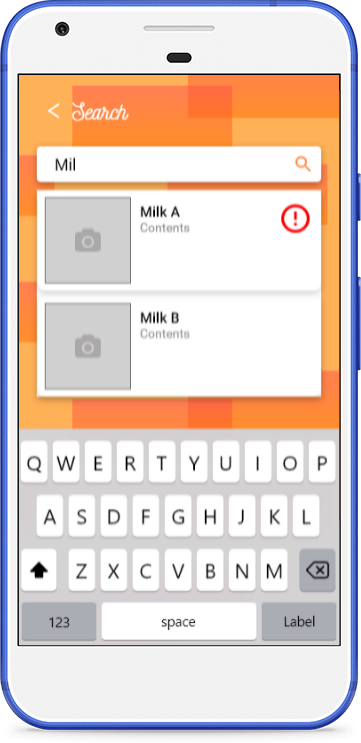 < Search
Mil
Milk A
Contents
Milk B
Contents
Q W E R T Y U I O P
A S D F G H J K L
Z X C V B N M
123 space Label